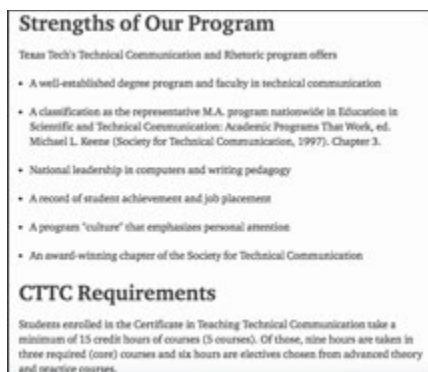 Strengths of Our Program
Texas Tech's Technical Communication and Rhetoric program offers
• A well-established degree program and faculty in technical communication
• A classification as the representative M.A. program nationwide in Education in
Scientific and Technical Communication: Academic Programs That Work, ed.
Michael L. Keene (Society for Technical Communication, 1997). Chapter 3.
• National leadership in computers and writing pedagogy
• A record of student achievement and job placement
• A program "culture" that emphasizes personal attention
• An award-winning chapter of the Society for Technical Communication
CTTC Requirements
Students enrolled in the Certificate in Teaching Technical Communication take a
minimum of 15 credit hours of courses (5 courses). Of those, nine hours are taken in
three required (core) courses and six hours are electives chosen from advanced theory
and practice courses.